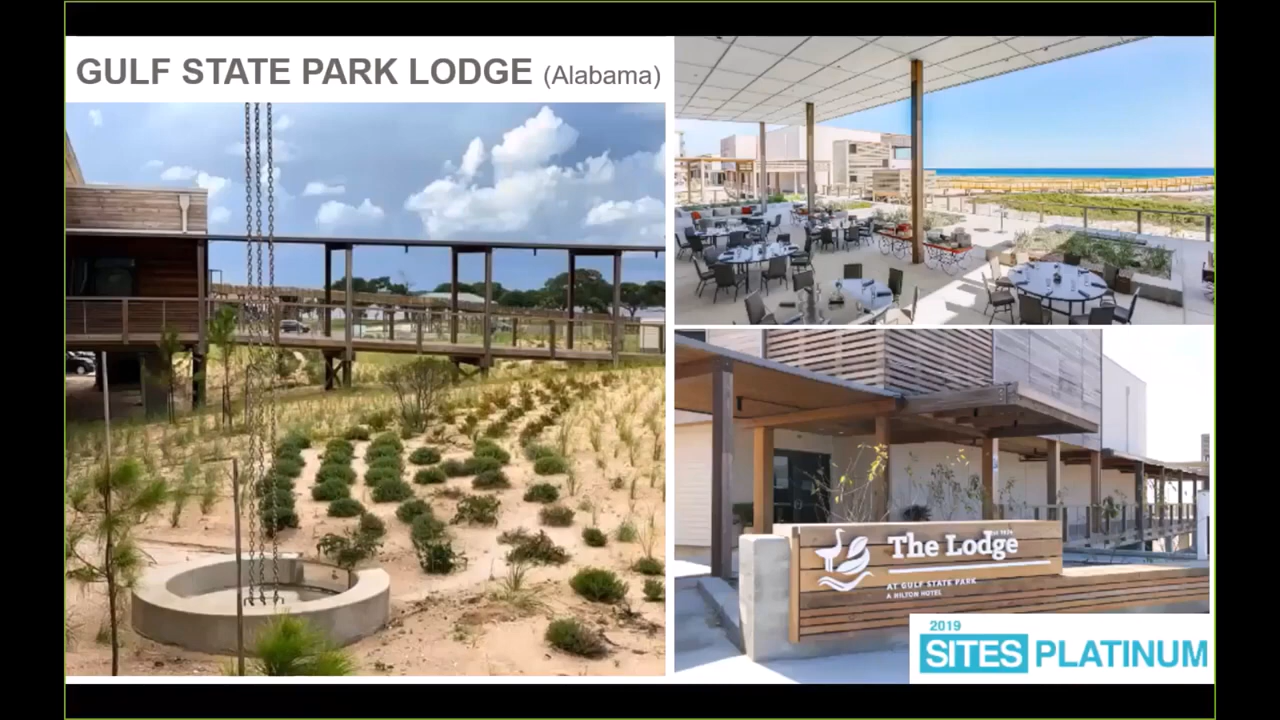 GULF STATE PARK LODGE (Alabama)
The Lodge
AT GULF STATE PARK
A HILTON HOTEL
2019
SITES PLATINUM